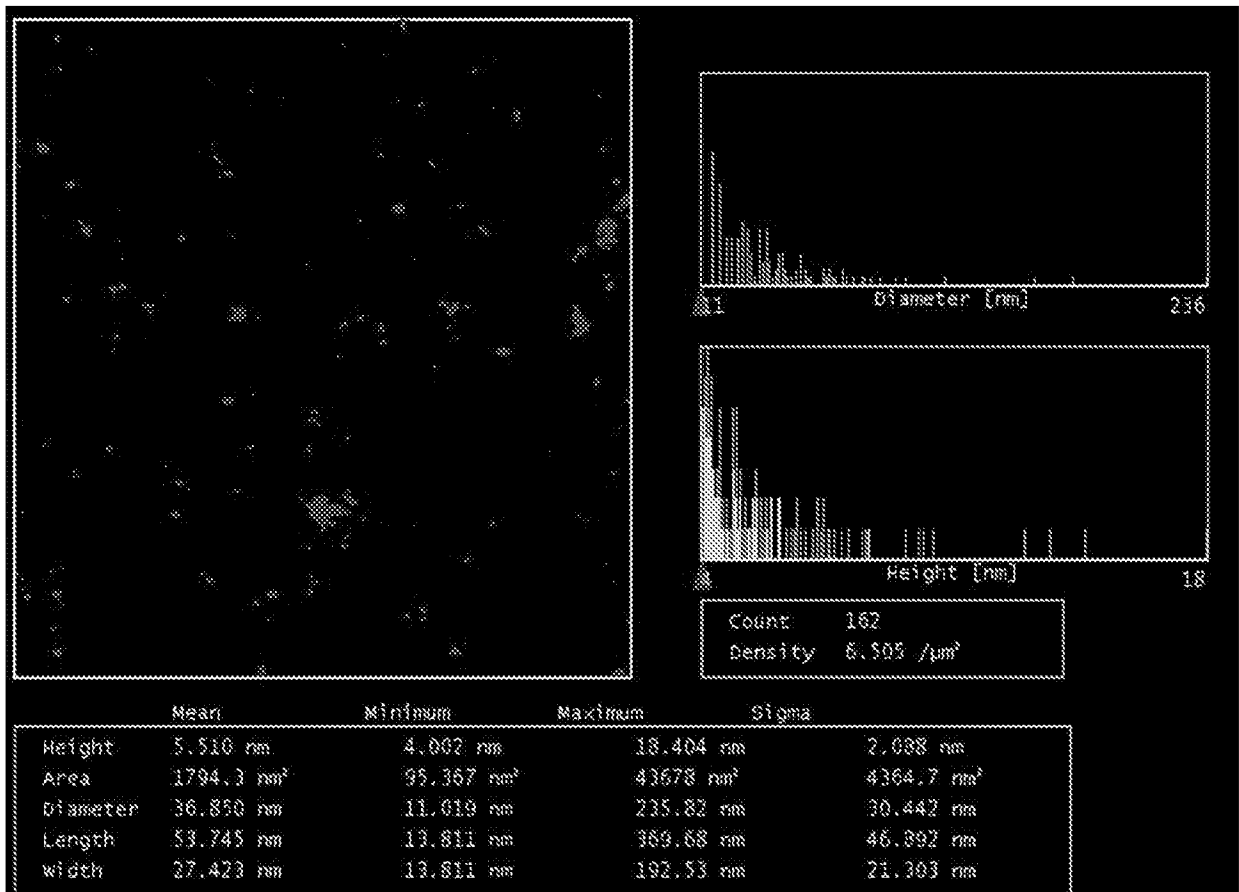 11 Diameter [nm] 236
Height [nm] 18
Count 162
Density 6.505 /µm²
Mean Minimum Maximum Sigma
Height 5.510 nm 4.002 nm 18.404 nm 2.088 nm
Area 1794.3 nm² 95.367 nm² 43678 nm² 4364.7 nm²
Diameter 36.850 nm 11.019 nm 235.82 nm 30.442 nm
Length 53.745 nm 13.811 nm 369.68 nm 46.892 nm
Width 27.423 nm 13.811 nm 192.53 nm 21.303 nm